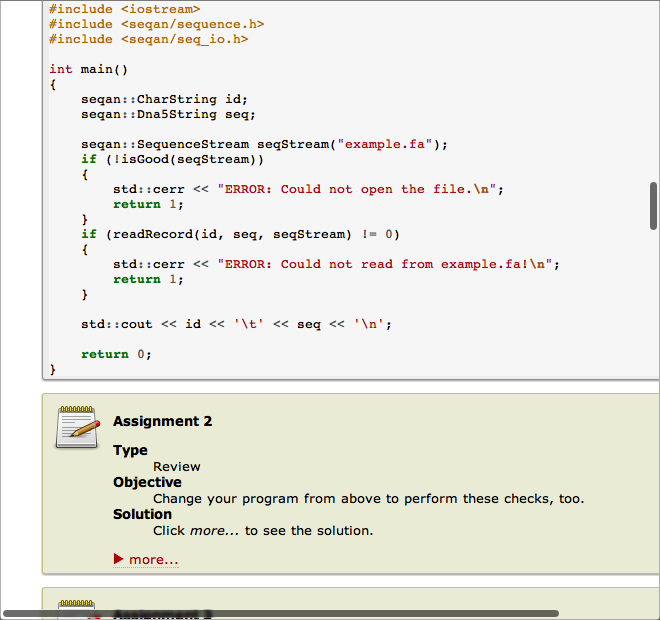 #include <iostream>
#include <seqan/sequence.h>
#include <seqan/seq_io.h>
int main()
{
seqan::CharString id;
seqan::Dna5String seq;
seqan::SequenceStream seqStream("example.fa");
if (!isGood(seqStream))
{
std::cerr << "ERROR: Could not open the file.\n";
return 1;
}
if (readRecord(id, seq, seqStream) != 0)
{
std::cerr << "ERROR: Could not read from example.fa!\n";
return 1;
}
std::cout << id << '\t' << seq << '\n';
return 0;
}
Assignment 2
Type
Review
Objective
Change your program from above to perform these checks, too.
Solution
Click more... to see the solution.
more...
Assignment 3